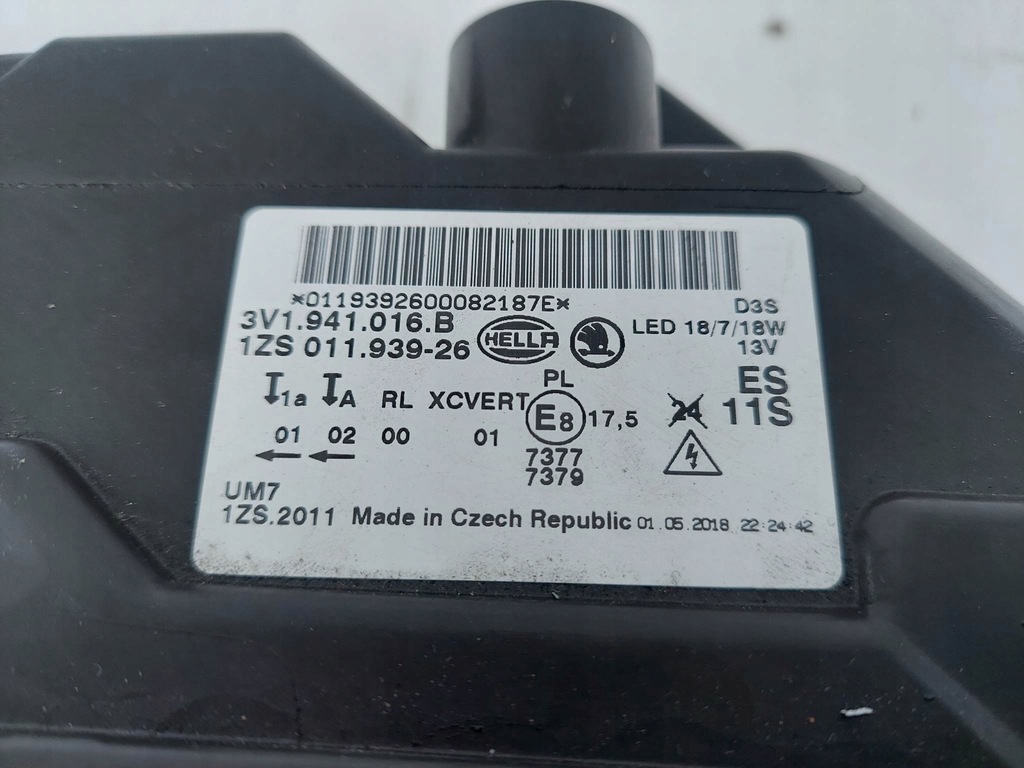 *0119392600082187E*
3V1.941.016.B
1ZS 011.939-26
HELLA
D3S
LED 18/7/18W
13V
PL
ES
11S
1a A RL XCVERT E8 17,5 24
01 02 00 01
7377
7379
UM7
1ZS.2011 Made in Czech Republic 01.05.2018 22:24:42